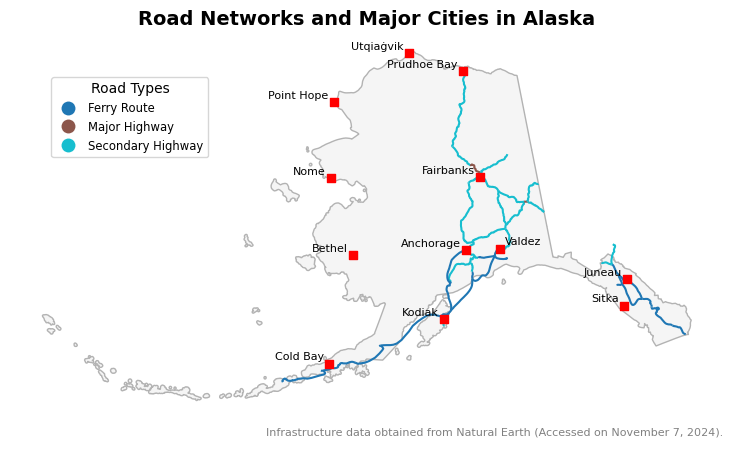 Road Networks and Major Cities in Alaska
Utqiaġvik
Prudhoe Bay
Road Types
Ferry Route
Major Highway
Secondary Highway
Point Hope
Nome
Fairbanks
Bethel
Anchorage
Valdez
Juneau
Sitka
Kodiak
Cold Bay
Infrastructure data obtained from Natural Earth (Accessed on November 7, 2024).